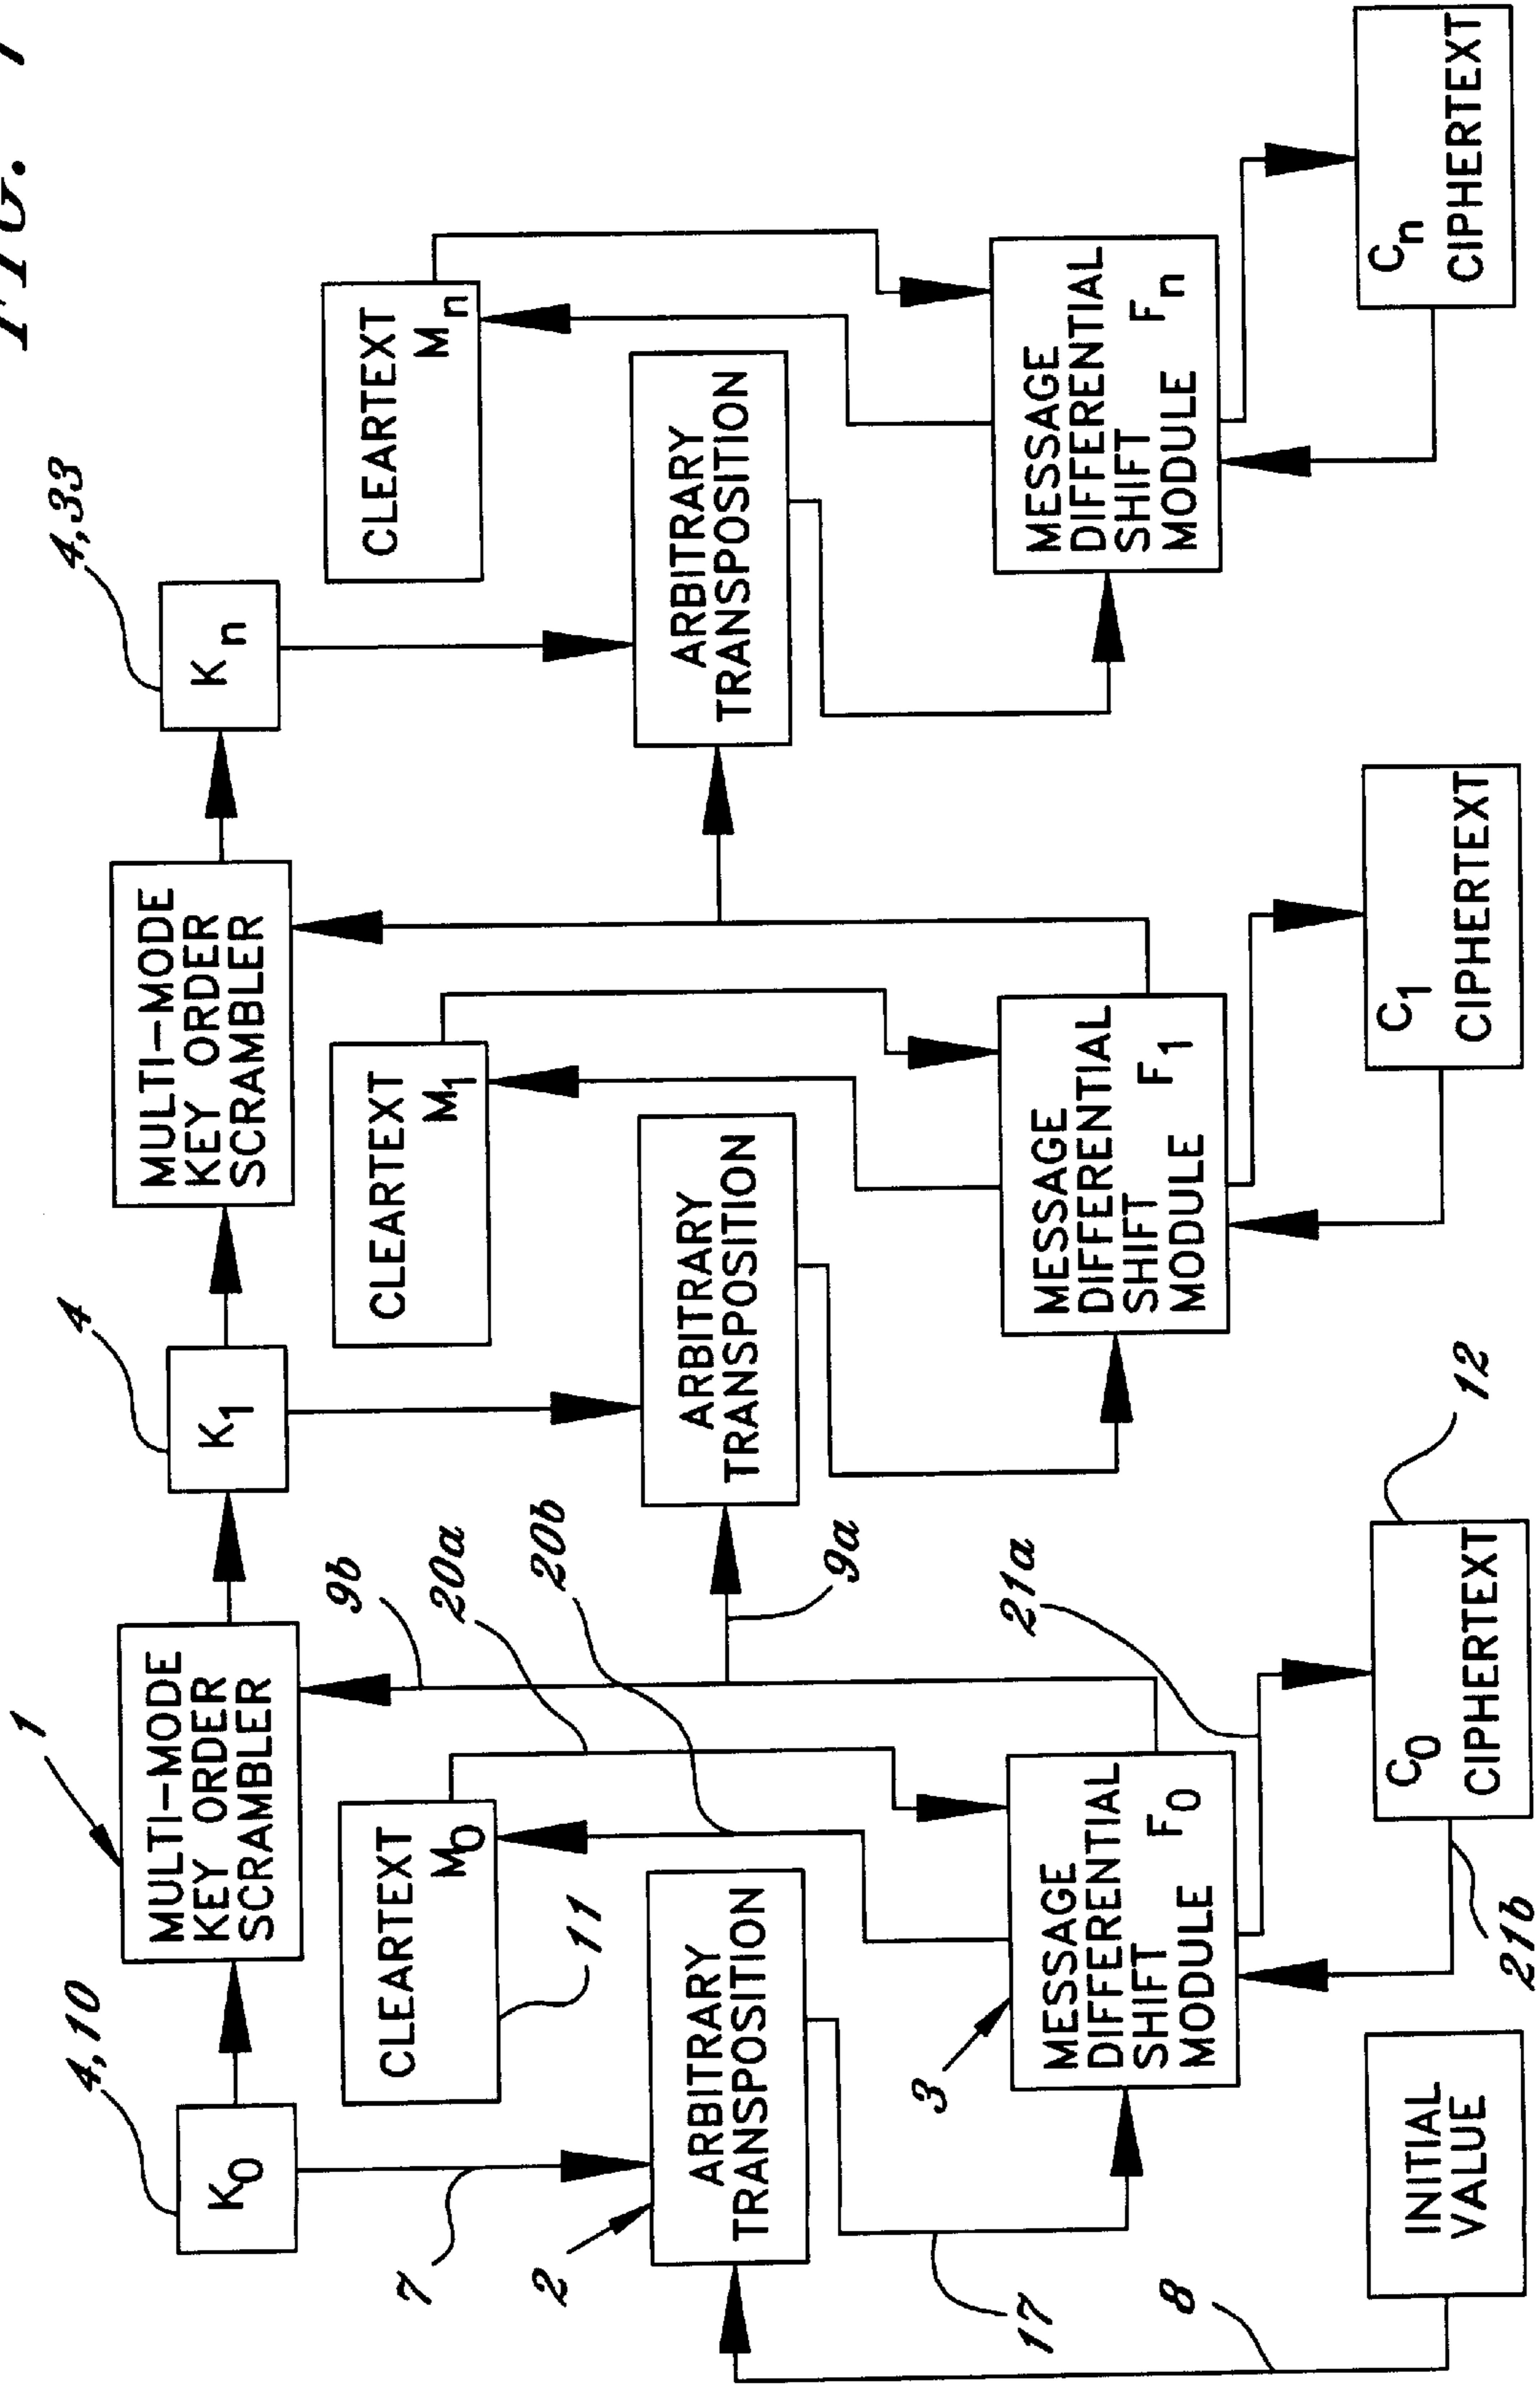 FIG. 1
1
4,10
K0
MULTI-MODE
KEY ORDER
SCRAMBLER
4
K1
MULTI-MODE
KEY ORDER
SCRAMBLER
4,33
Kn
7
CLEARTEXT
M0
11
9b
20a
20b
CLEARTEXT
M1
CLEARTEXT
Mn
2
ARBITRARY
TRANSPOSITION
9a
ARBITRARY
TRANSPOSITION
ARBITRARY
TRANSPOSITION
17
3
MESSAGE
DIFFERENTIAL
SHIFT F0
MODULE
21a
MESSAGE
DIFFERENTIAL
SHIFT F1
MODULE
MESSAGE
DIFFERENTIAL
SHIFT Fn
MODULE
8
INITIAL
VALUE
21b
C0
CIPHERTEXT
12
C1
CIPHERTEXT
Cn
CIPHERTEXT